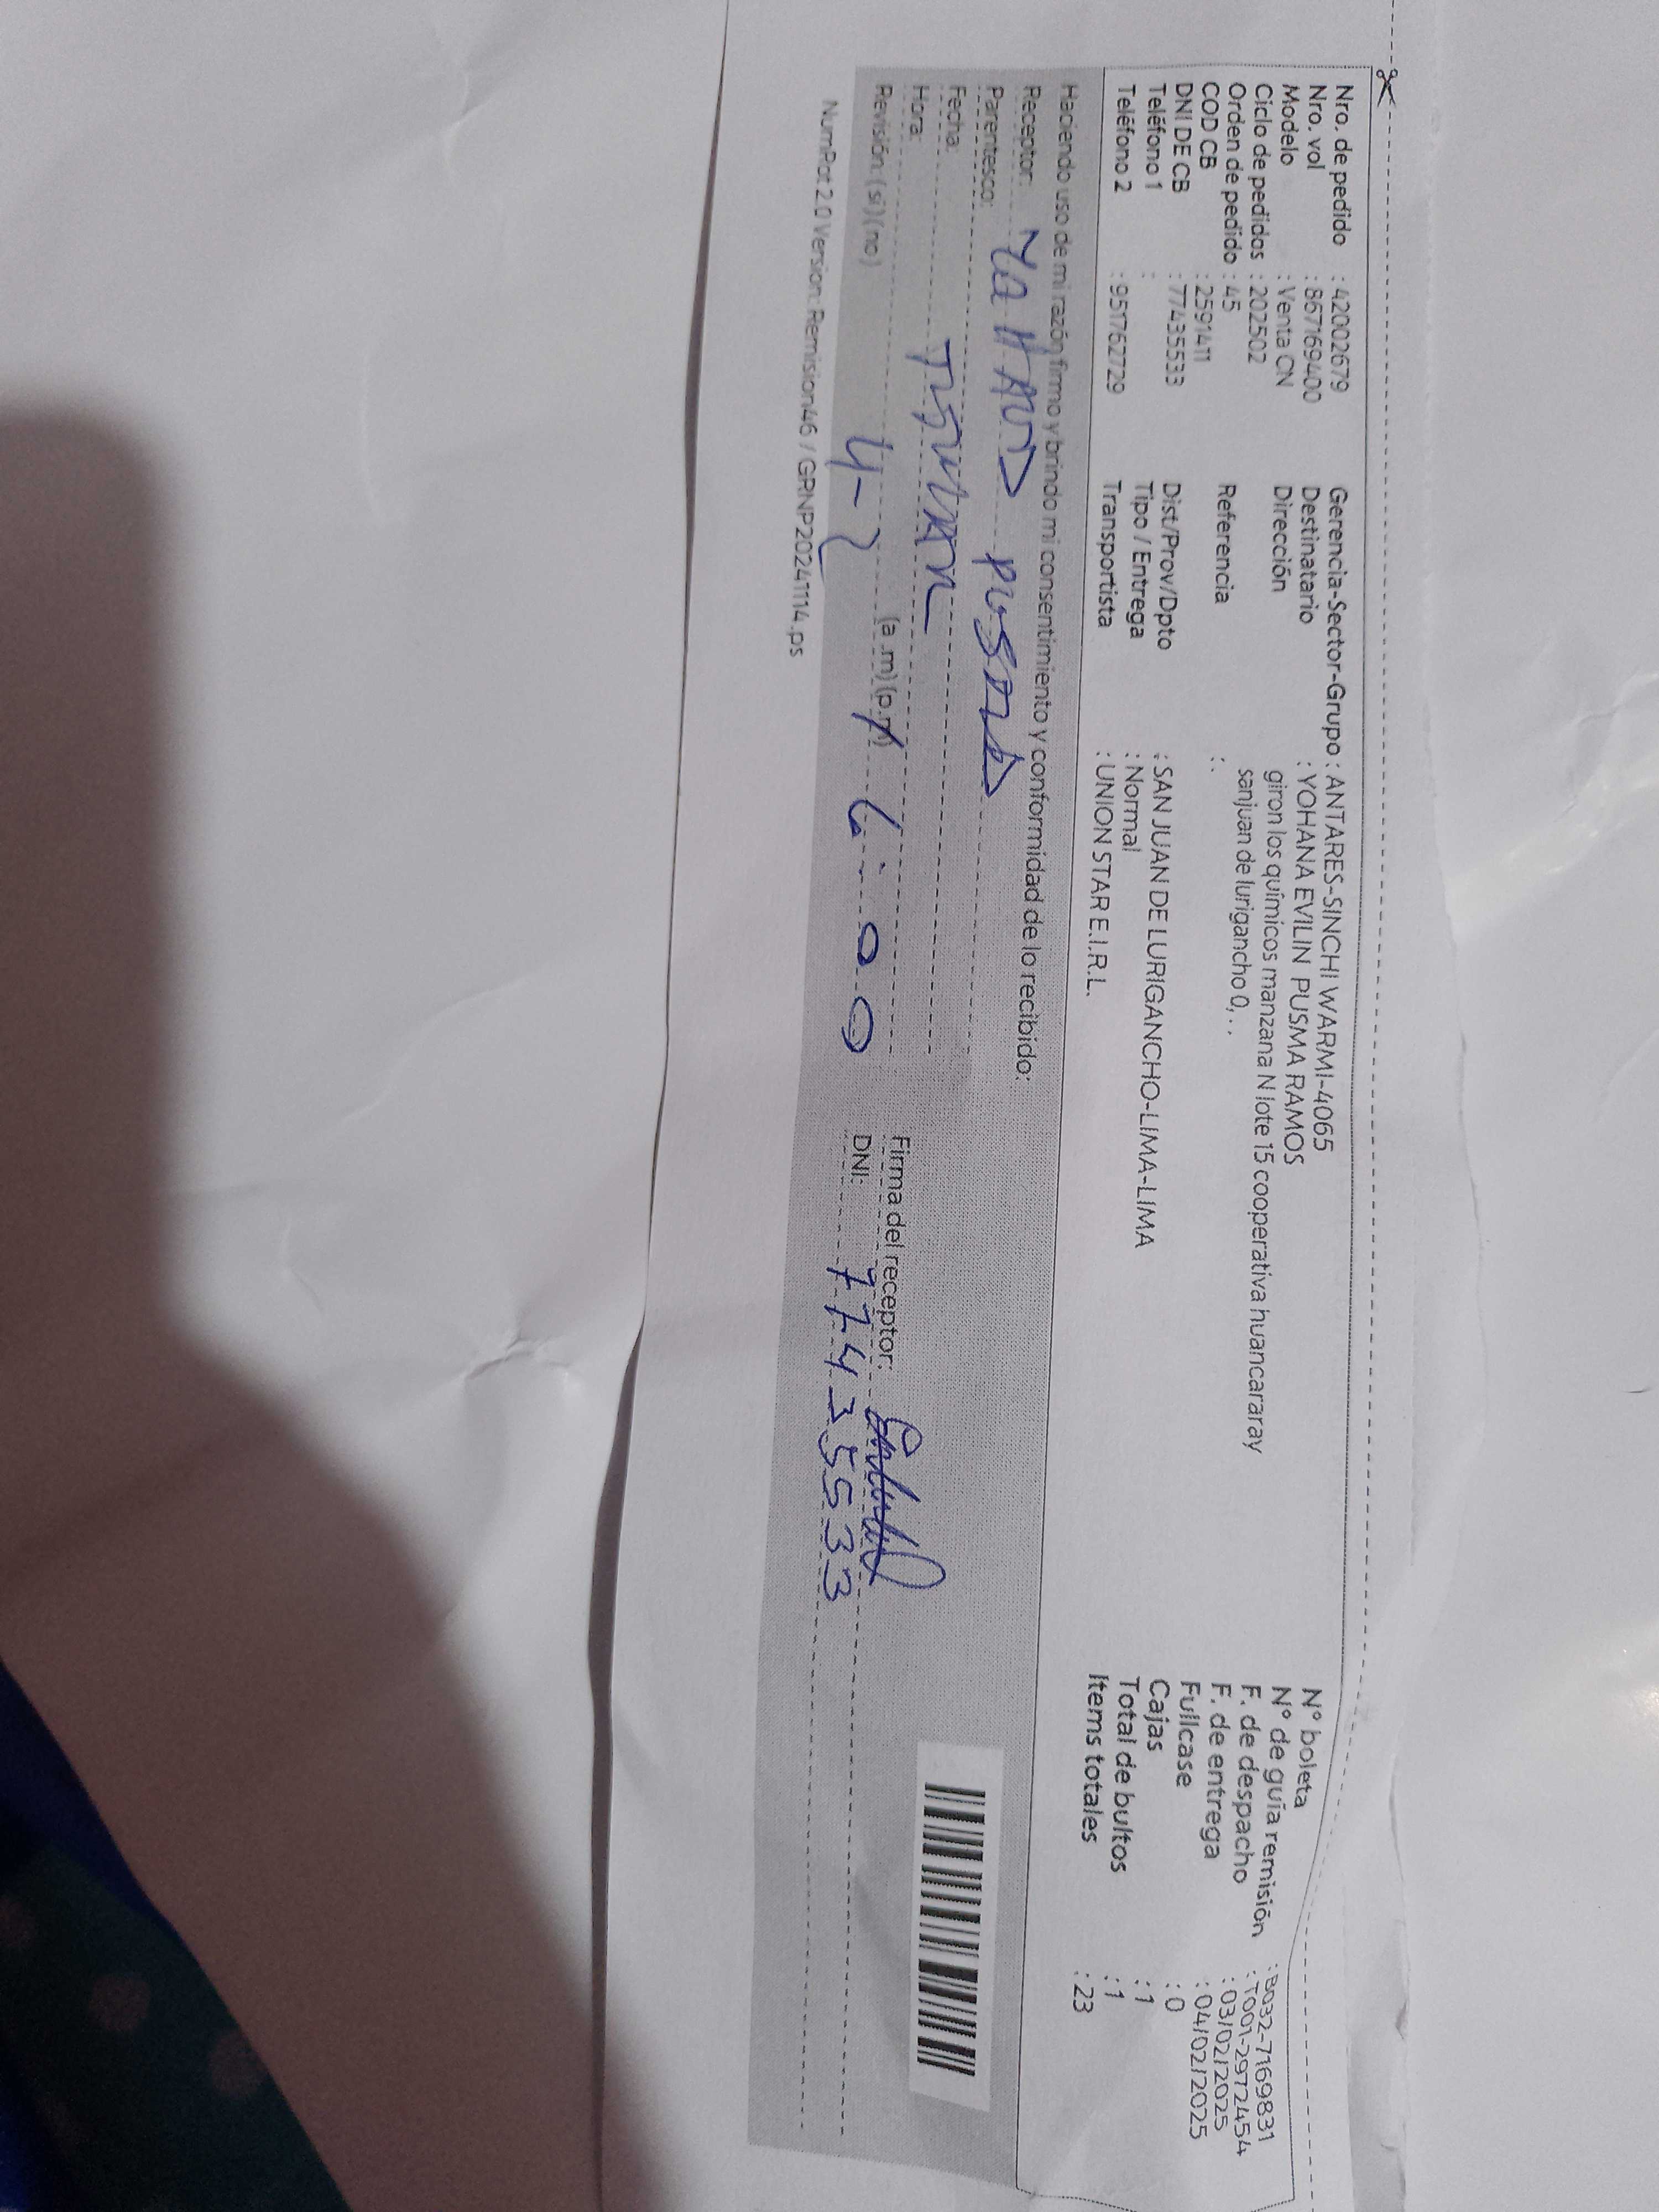 Nro. de pedido : 42002679
Nro. vol : 867169400
Modelo : Venta CN
Ciclo de pedidos : 202502
Orden de pedido : 45
COD CB : 2591411
DNI DE CB : 77435533
Teléfono 1 :
Teléfono 2 : 951762729
Gerencia-Sector-Grupo : ANTARES-SINCHI WARMI-4065
Destinatario : YOHANA EVILIN PUSMA RAMOS
Dirección giron los químicos manzana N lote 15 cooperativa huancararay
sanjuan de lurigancho 0, . .
Referencia : .
Dist/Prov/Dpto : SAN JUAN DE LURIGANCHO-LIMA-LIMA
Tipo / Entrega : Normal
Transportista : UNION STAR E.I.R.L.
N° boleta : B032-7169831
N° de guía remisión : T001-2972454
F. de despacho : 03/02/2025
F. de entrega : 04/02/2025
Fullcase : 0
Cajas : 1
Total de bultos : 1
Items totales : 23
Haciendo uso de mi razón firmo y brindo mi consentimiento y conformidad de lo recibido:
Receptor:
Parentesco:
Fecha:
Hora: (a.m) (p.m)
Revisión: (si) (no)
Firma del receptor:
DNI: 77435533
NumPat 2.0 Version: Remision46 / GRNP20241114.ps